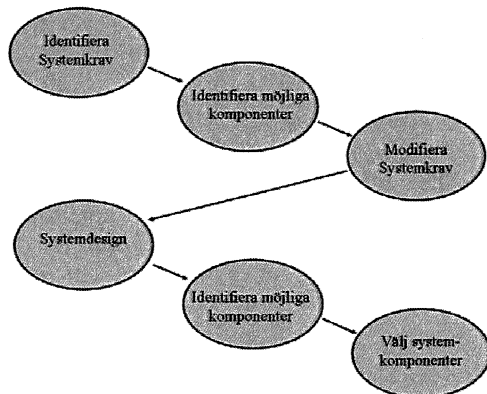 Identifiera
Systemkrav
Identifiera möjliga
komponenter
Modifiera
Systemkrav
Systemdesign
Identifiera möjliga
komponenter
Välj system-
komponenter